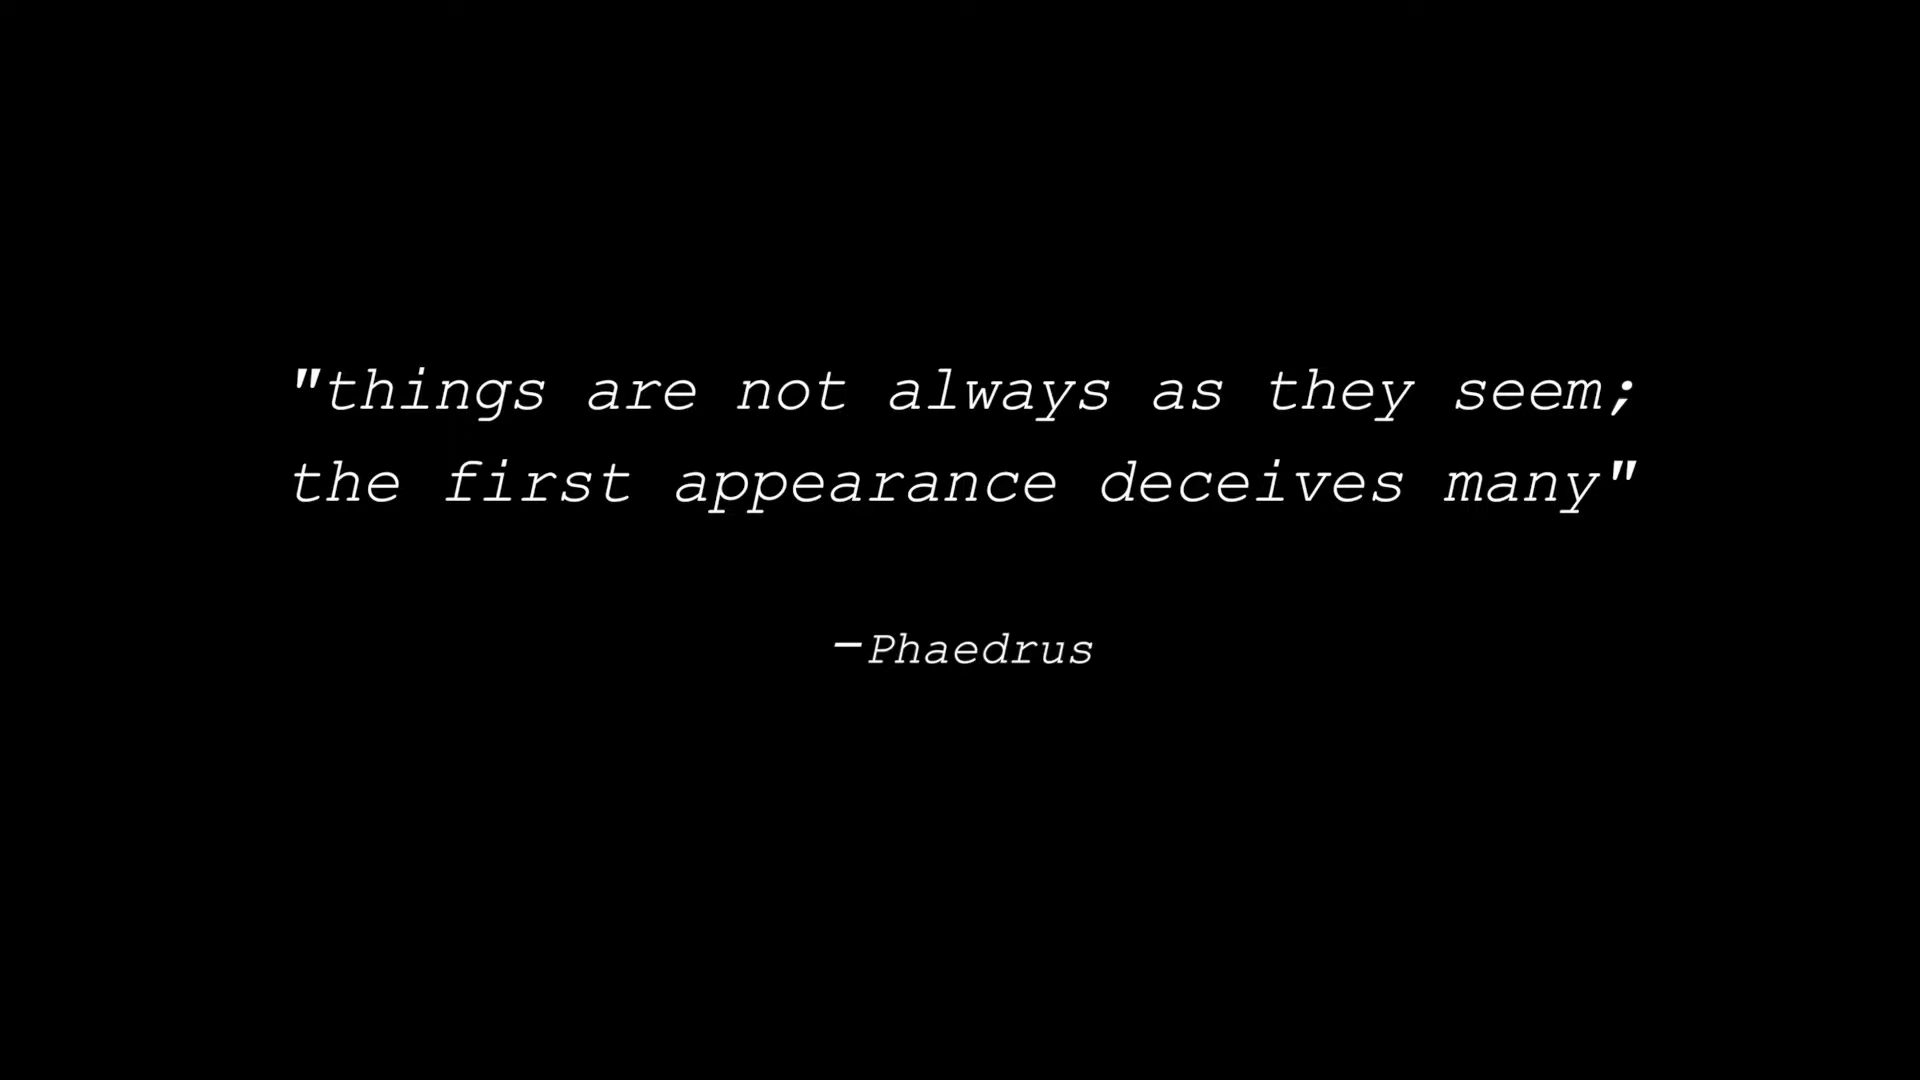 "things are not always as they seem;
the first appearance deceives many"
-Phaedrus